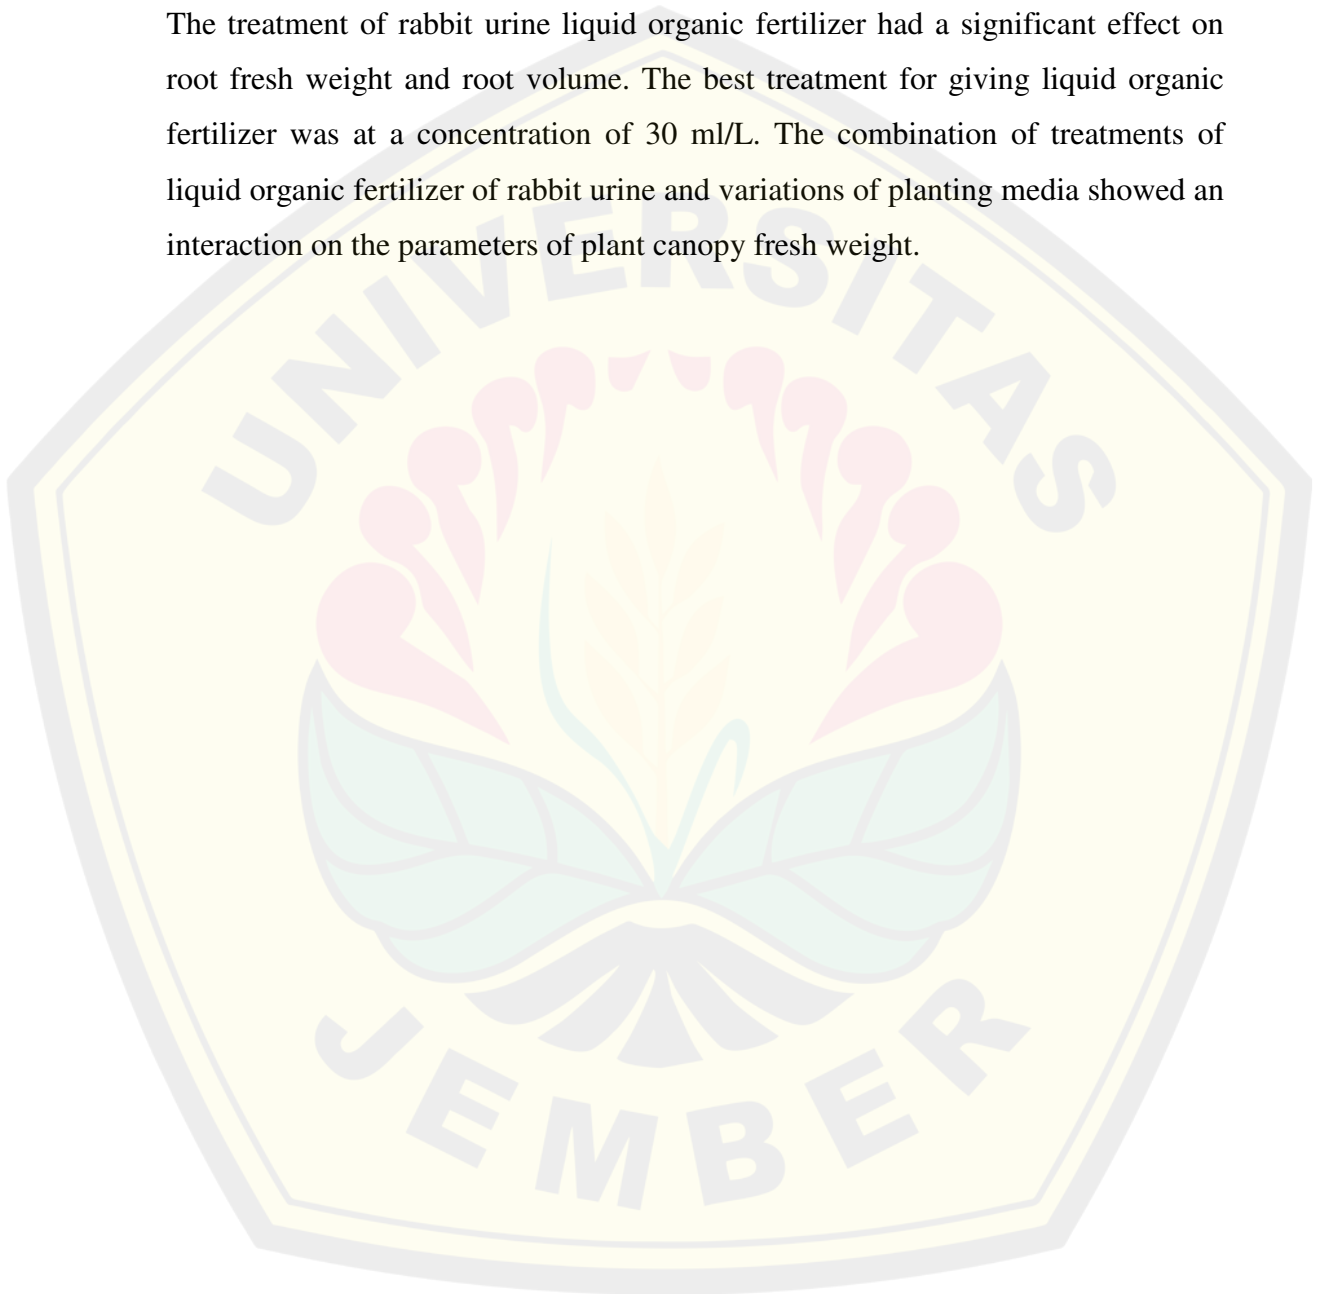 The treatment of rabbit urine liquid organic fertilizer had a significant effect on
root fresh weight and root volume. The best treatment for giving liquid organic
fertilizer was at a concentration of 30 ml/L. The combination of treatments of
liquid organic fertilizer of rabbit urine and variations of planting media showed an
interaction on the parameters of plant canopy fresh weight.
UNIVERSITAS
JEMBER